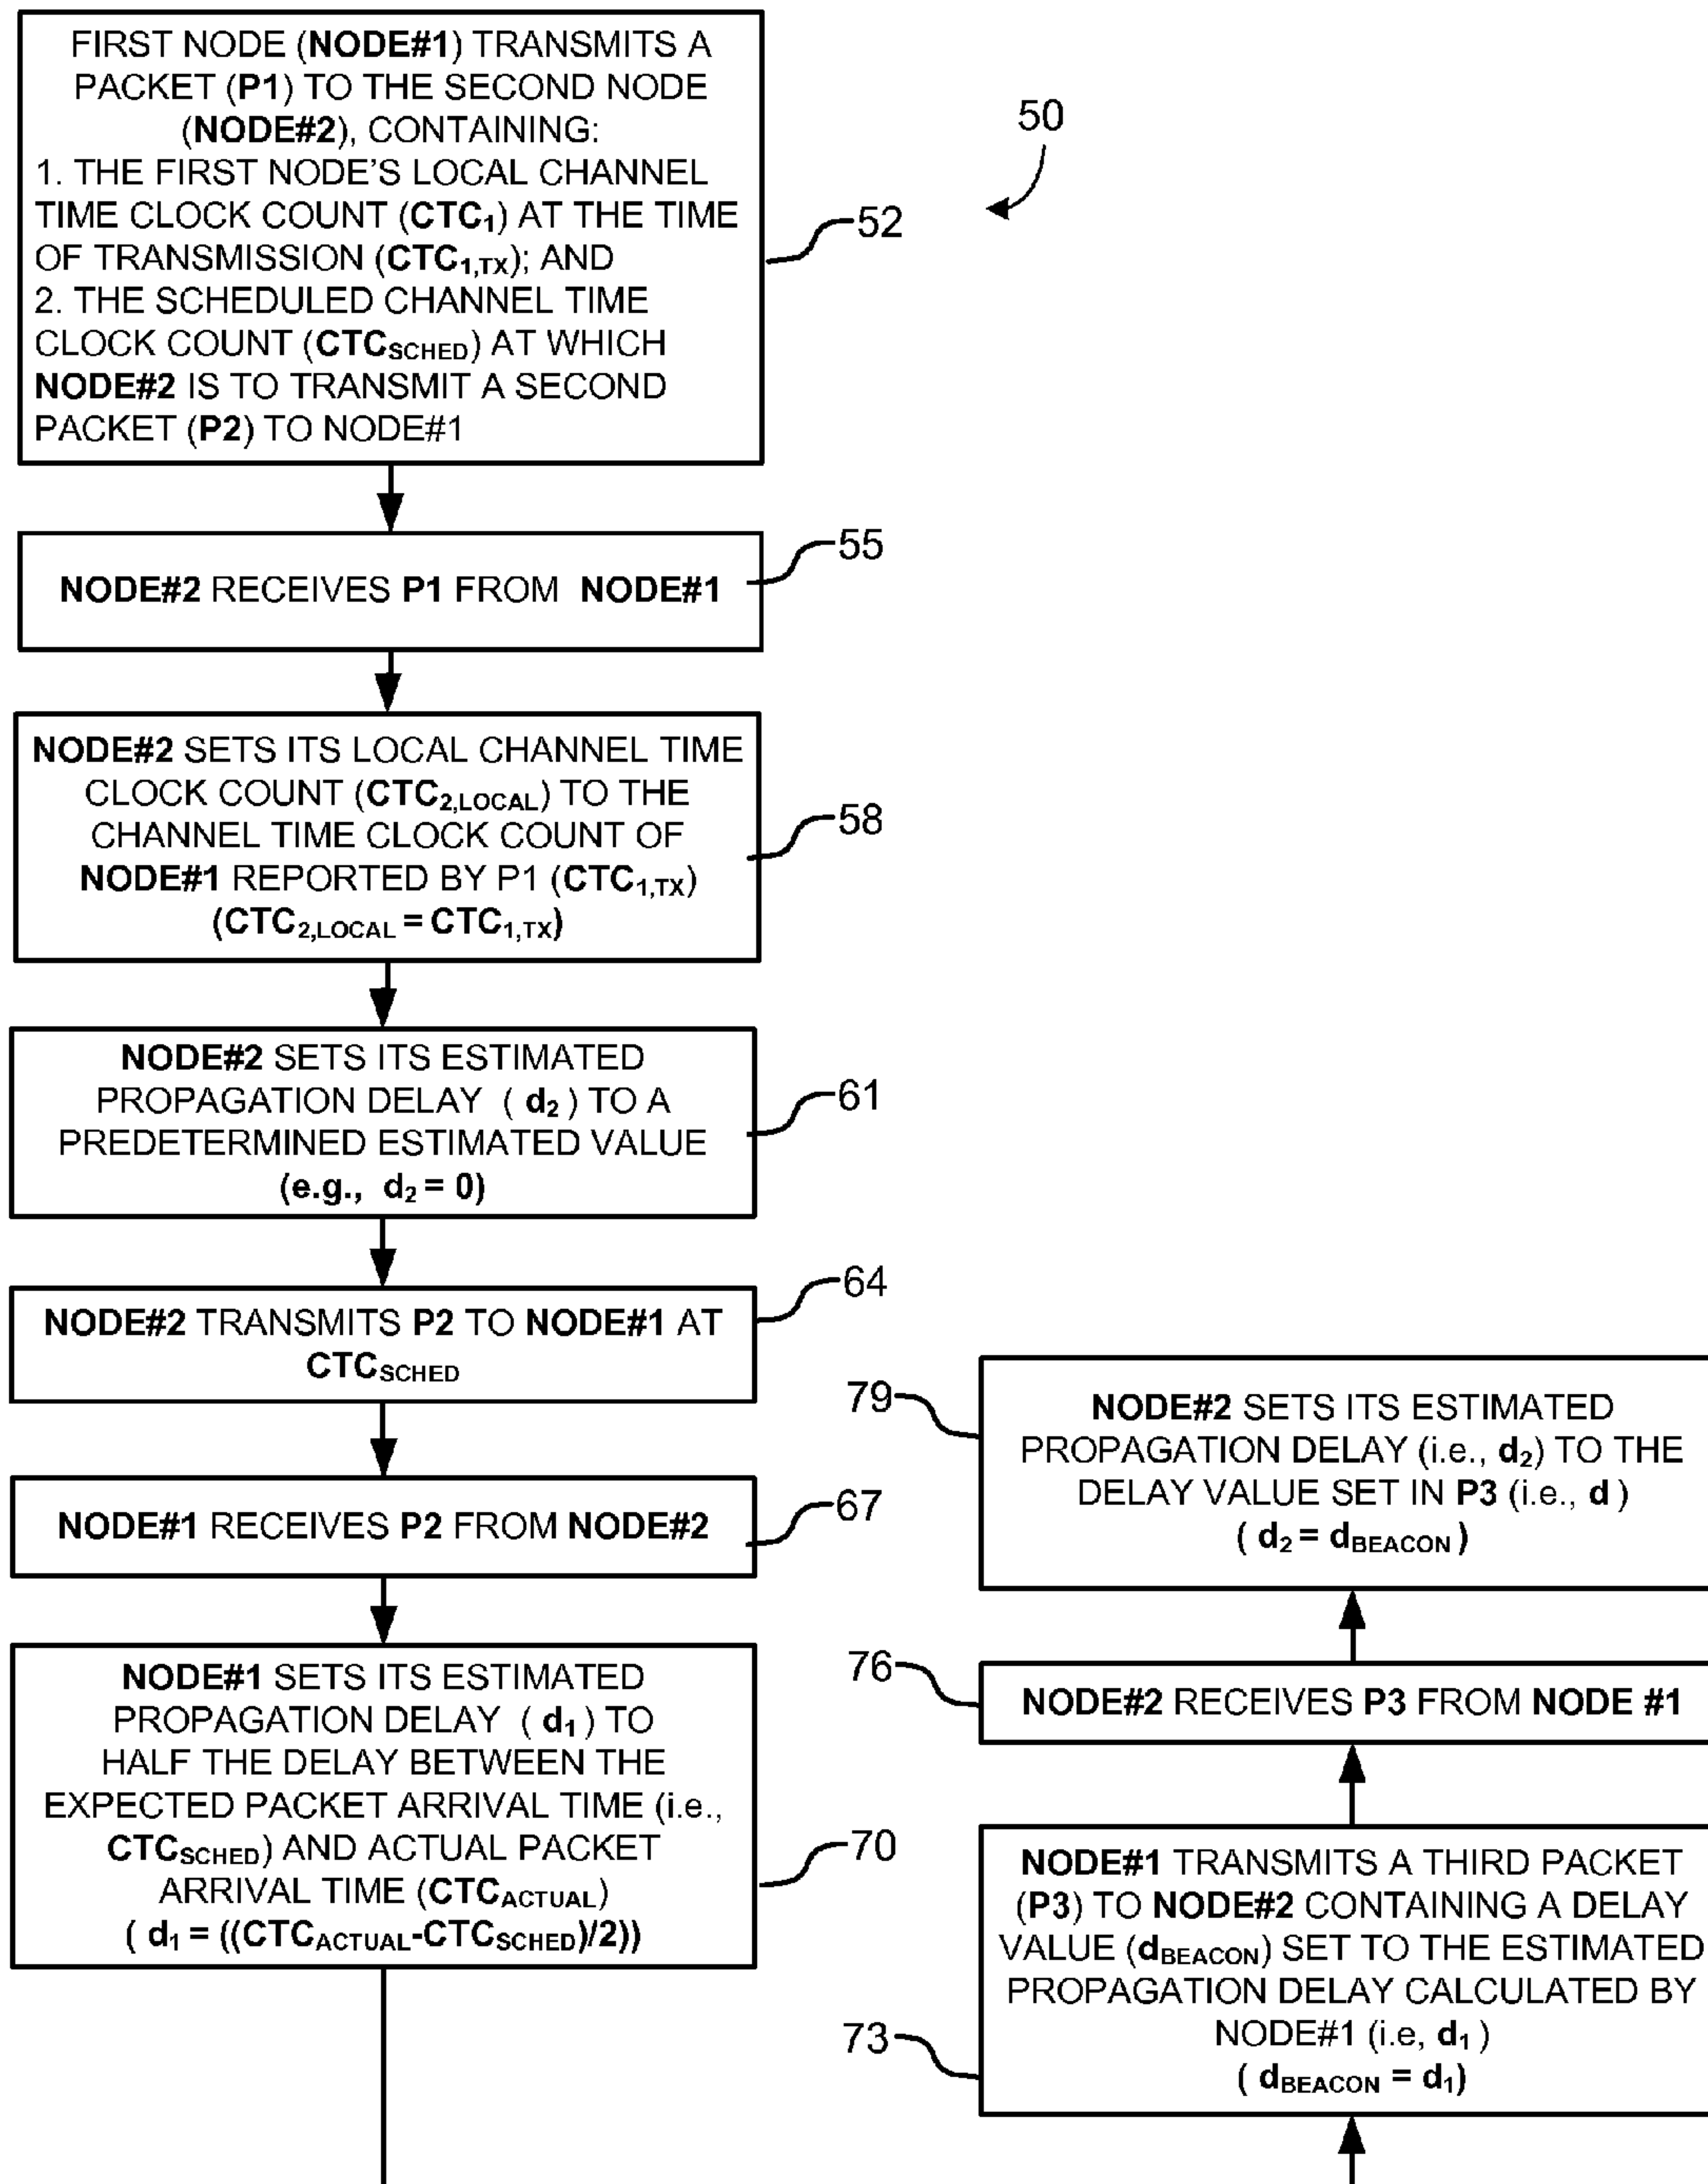 FIRST NODE (NODE#1) TRANSMITS A
PACKET (P1) TO THE SECOND NODE
(NODE#2), CONTAINING:
1. THE FIRST NODE'S LOCAL CHANNEL
TIME CLOCK COUNT (CTC1) AT THE TIME
OF TRANSMISSION (CTC1,TX); AND
2. THE SCHEDULED CHANNEL TIME
CLOCK COUNT (CTCSCHED) AT WHICH
NODE#2 IS TO TRANSMIT A SECOND
PACKET (P2) TO NODE#1
52
50
NODE#2 RECEIVES P1 FROM NODE#1
55
NODE#2 SETS ITS LOCAL CHANNEL TIME
CLOCK COUNT (CTC2,LOCAL) TO THE
CHANNEL TIME CLOCK COUNT OF
NODE#1 REPORTED BY P1 (CTC1,TX)
(CTC2,LOCAL = CTC1,TX)
58
NODE#2 SETS ITS ESTIMATED
PROPAGATION DELAY ( d2 ) TO A
PREDETERMINED ESTIMATED VALUE
(e.g., d2 = 0)
61
NODE#2 TRANSMITS P2 TO NODE#1 AT
CTCSCHED
64
NODE#1 RECEIVES P2 FROM NODE#2
67
NODE#1 SETS ITS ESTIMATED
PROPAGATION DELAY ( d1 ) TO
HALF THE DELAY BETWEEN THE
EXPECTED PACKET ARRIVAL TIME (i.e.,
CTCSCHED) AND ACTUAL PACKET
ARRIVAL TIME (CTCACTUAL)
( d1 = ((CTCACTUAL-CTCSCHED)/2))
70
NODE#1 TRANSMITS A THIRD PACKET
(P3) TO NODE#2 CONTAINING A DELAY
VALUE (dBEACON) SET TO THE ESTIMATED
PROPAGATION DELAY CALCULATED BY
NODE#1 (i.e, d1 )
( dBEACON = d1)
73
NODE#2 RECEIVES P3 FROM NODE #1
76
NODE#2 SETS ITS ESTIMATED
PROPAGATION DELAY (i.e., d2) TO THE
DELAY VALUE SET IN P3 (i.e., d )
( d2 = dBEACON )
79